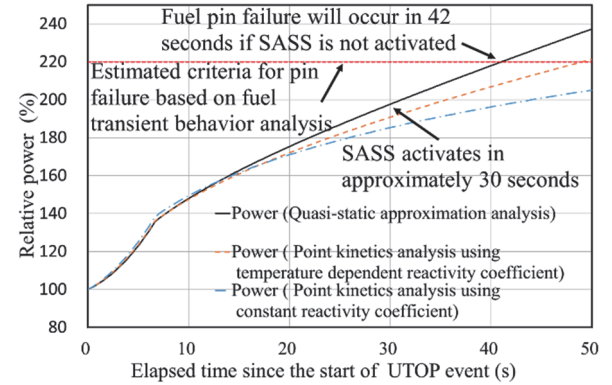 Fuel pin failure will occur in 42
seconds if SASS is not activated
Estimated criteria for pin
failure based on fuel
transient behavior analysis
SASS activates in
approximately 30 seconds
Power (Quasi-static approximation analysis)
Power ( Point kinetics analysis using
temperature dependent reactivity coefficient)
Power ( Point kinetics analysis using
constant reactivity coefficient)
Relative power (%)
240
220
200
180
160
140
120
100
80
0 10 20 30 40 50
Elapsed time since the start of UTOP event (s)